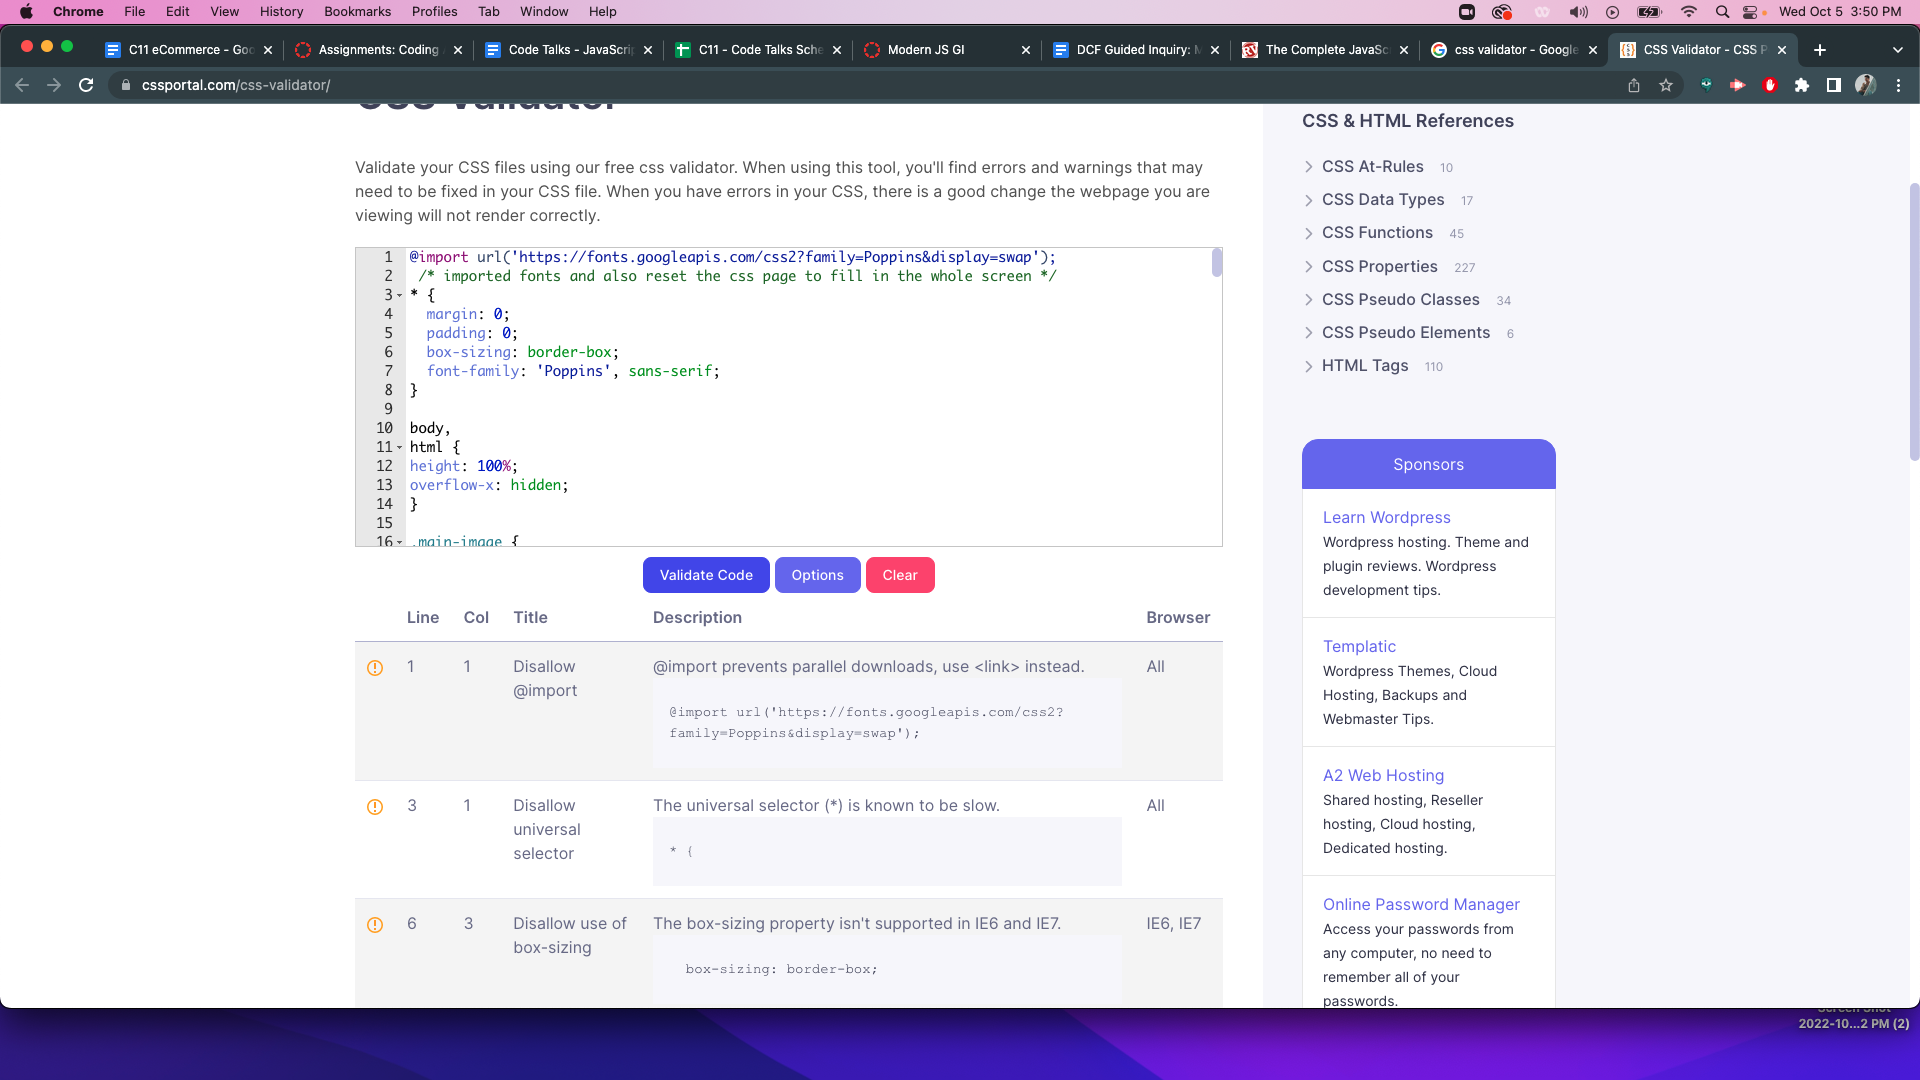 Chrome File Edit View History Bookmarks Profiles Tab Window Help Wed Oct 5 3:50 PM
C11 eCommerce - Goo Assignments: Coding Code Talks - JavaScrip C11 - Code Talks Sche Modern JS GI DCF Guided Inquiry: M The Complete JavaSc css validator - Google CSS Validator - CSS P
cssportal.com/css-validator/
CSS Validator
Validate your CSS files using our free css validator. When using this tool, you'll find errors and warnings that may
need to be fixed in your CSS file. When you have errors in your CSS, there is a good change the webpage you are
viewing will not render correctly.
1 @import url('https://fonts.googleapis.com/css2?family=Poppins&display=swap');
2 /* imported fonts and also reset the css page to fill in the whole screen */
3 * {
4 margin: 0;
5 padding: 0;
6 box-sizing: border-box;
7 font-family: 'Poppins', sans-serif;
8 }
9
10 body,
11 html {
12 height: 100%;
13 overflow-x: hidden;
14 }
15
16 .main-image {
Validate Code Options Clear
Line Col Title Description Browser
1 1 Disallow @import prevents parallel downloads, use <link> instead. All
@import
@import url('https://fonts.googleapis.com/css2?
family=Poppins&display=swap');
3 1 Disallow The universal selector (*) is known to be slow. All
universal
selector
* {
6 3 Disallow use of The box-sizing property isn't supported in IE6 and IE7. IE6, IE7
box-sizing
box-sizing: border-box;
CSS & HTML References
CSS At-Rules 10
CSS Data Types 17
CSS Functions 45
CSS Properties 227
CSS Pseudo Classes 34
CSS Pseudo Elements 6
HTML Tags 110
Sponsors
Learn Wordpress
Wordpress hosting. Theme and
plugin reviews. Wordpress
development tips.
Templatic
Wordpress Themes, Cloud
Hosting, Backups and
Webmaster Tips.
A2 Web Hosting
Shared hosting, Reseller
hosting, Cloud hosting,
Dedicated hosting.
Online Password Manager
Access your passwords from
any computer, no need to
remember all of your
passwords.
Screen Shot
2022-10...2 PM (2)